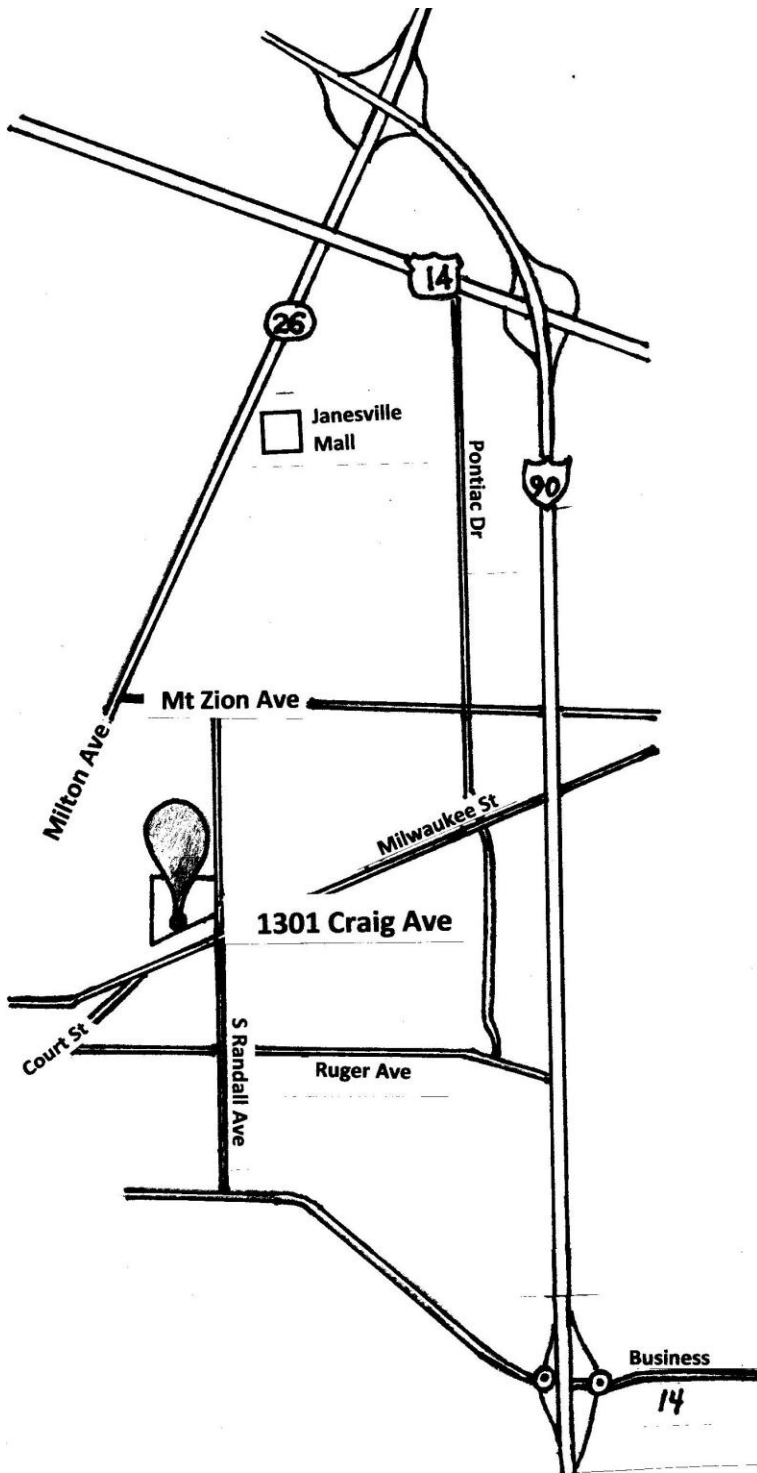 14
26
Janesville
Mall
Pontiac Dr
90
Mt Zion Ave
Milton Ave
Milwaukee St
1301 Craig Ave
Court St
S Randall Ave
Ruger Ave
Business
14